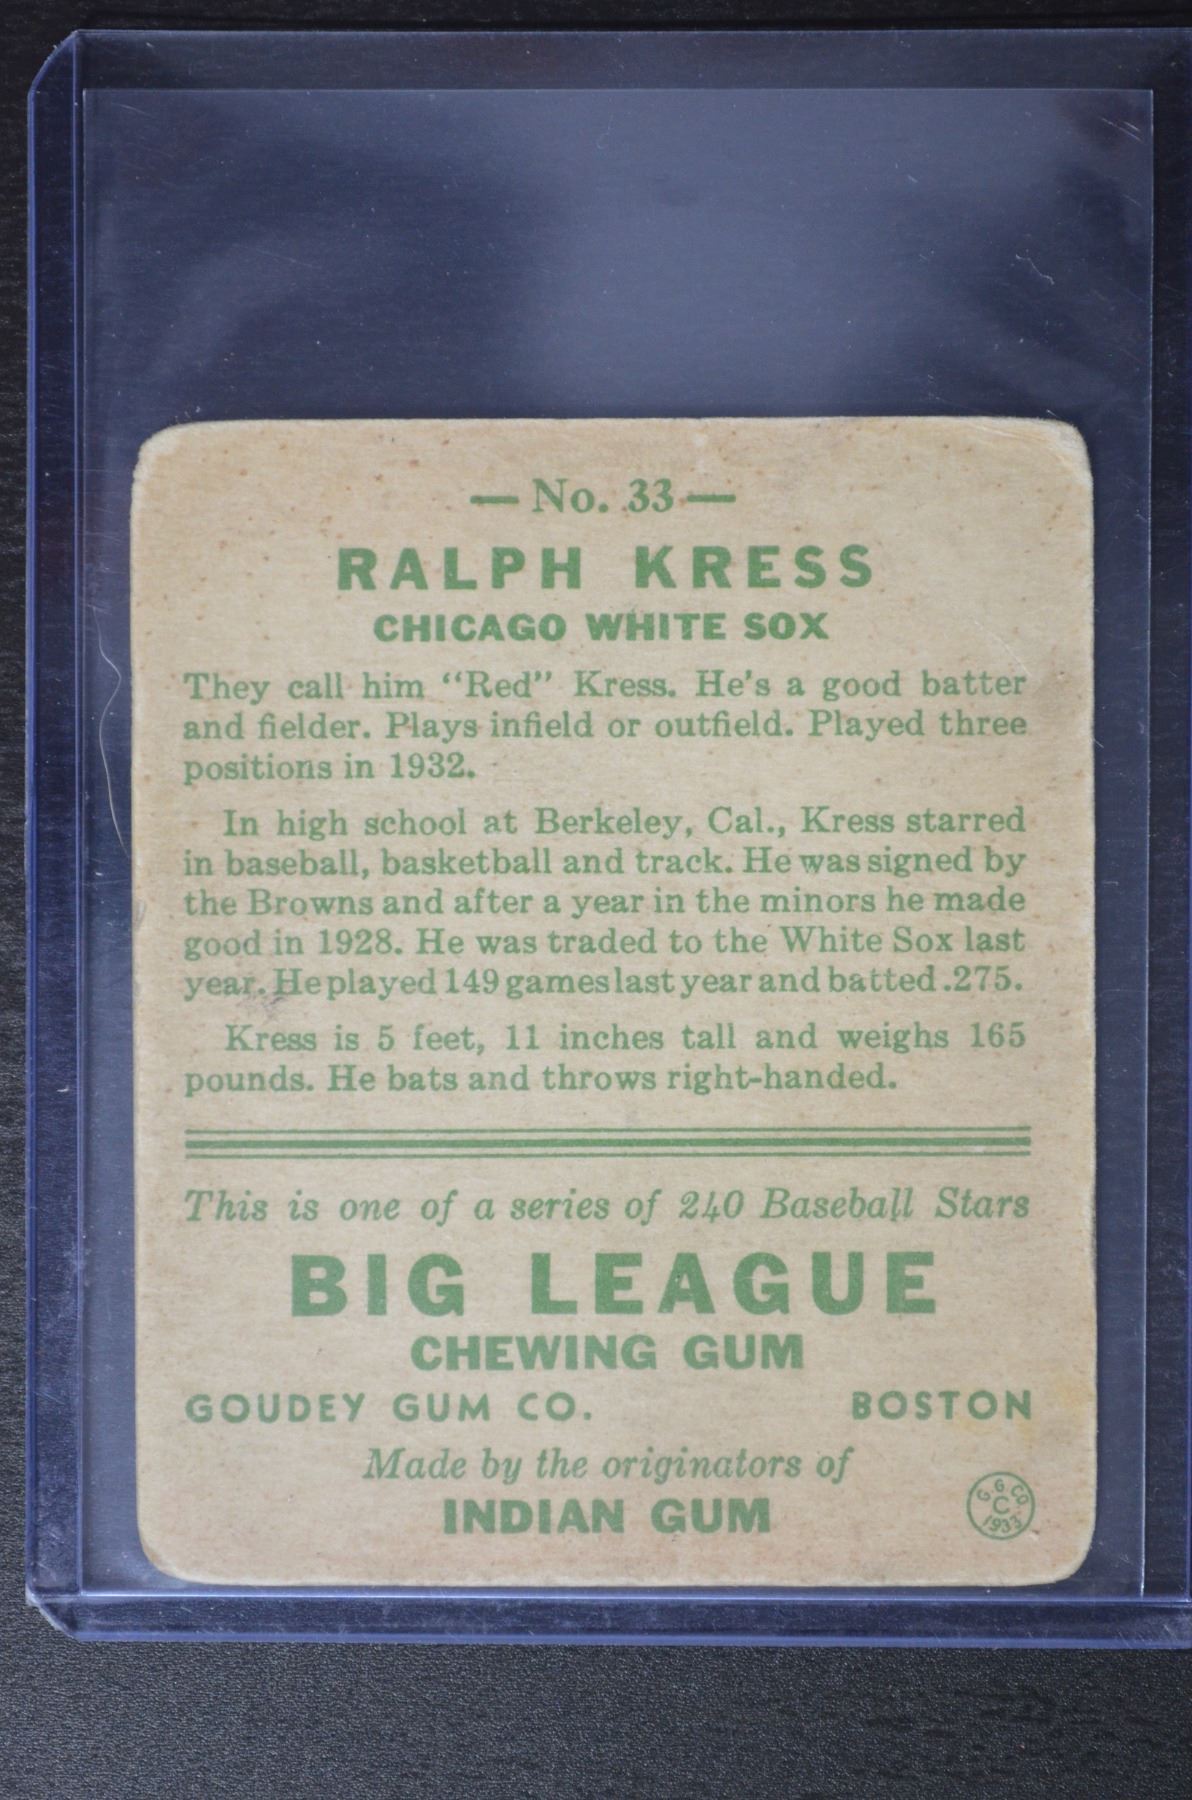 — No. 33 —
RALPH KRESS
CHICAGO WHITE SOX
They call him “Red” Kress. He's a good batter
and fielder. Plays infield or outfield. Played three
positions in 1932.
In high school at Berkeley, Cal., Kress starred
in baseball, basketball and track. He was signed by
the Browns and after a year in the minors he made
good in 1928. He was traded to the White Sox last
year. He played 149 games last year and batted .275.
Kress is 5 feet, 11 inches tall and weighs 165
pounds. He bats and throws right-handed.
This is one of a series of 240 Baseball Stars
BIG LEAGUE
CHEWING GUM
GOUDEY GUM CO. BOSTON
Made by the originators of
INDIAN GUM
G. G. CO.
C
1933